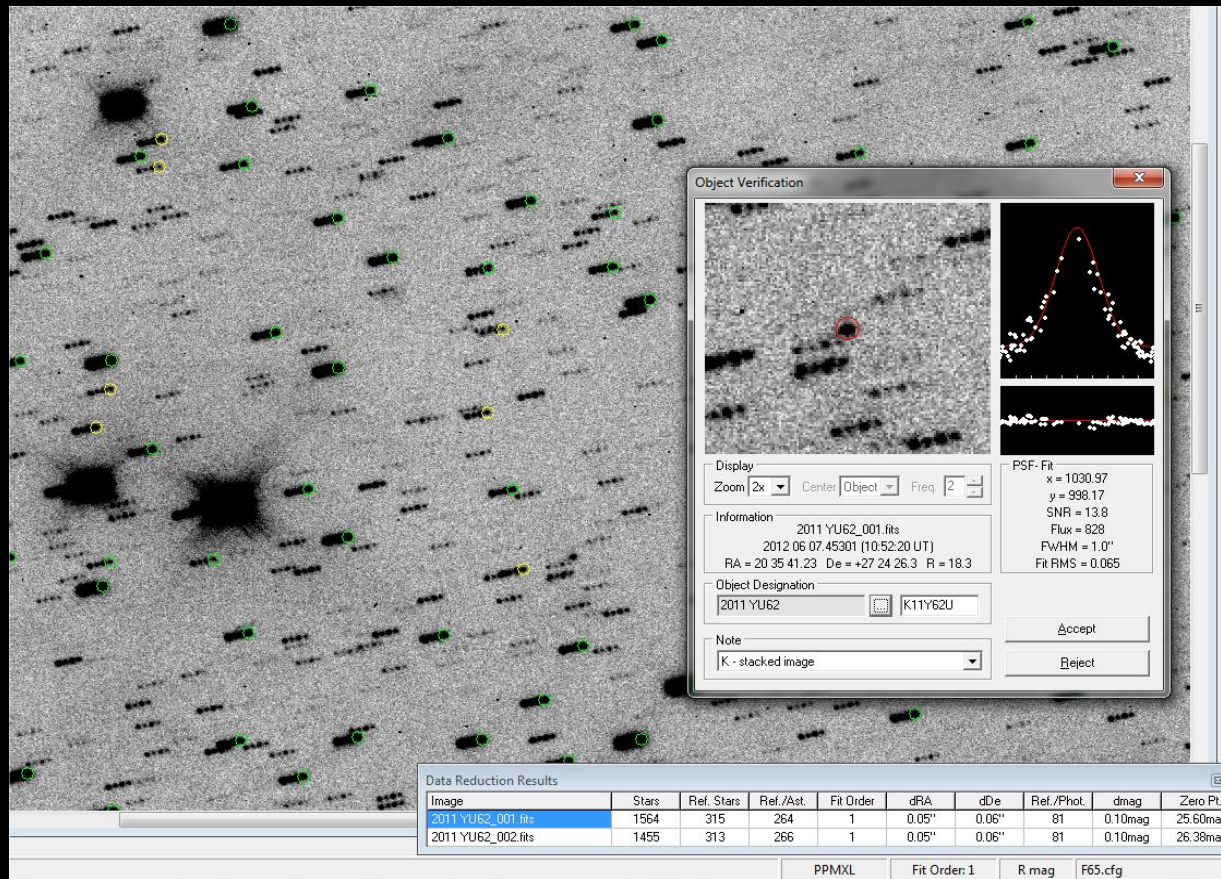 Object Verification
Display
Zoom 2x Center Object Freq. 2
Information
2011 YU62_001.fits
2012 06 07.45301 (10:52:20 UT)
RA = 20 35 41.23 De = +27 24 26.3 R = 18.3
Object Designation
2011 YU62 ... K11Y62U
Note
K - stacked image
PSF- Fit
x = 1030.97
y = 998.17
SNR = 13.8
Flux = 828
FWHM = 1.0"
Fit RMS = 0.065
Accept
Reject
Data Reduction Results
Image Stars Ref. Stars Ref./Ast. Fit Order dRA dDe Ref./Phot. dmag Zero Pt.
2011 YU62_001.fits 1564 315 264 1 0.05" 0.06" 81 0.10mag 25.60ma
2011 YU62_002.fits 1455 313 266 1 0.05" 0.06" 81 0.10mag 26.38ma
PPMXL Fit Order: 1 R mag F65.cfg